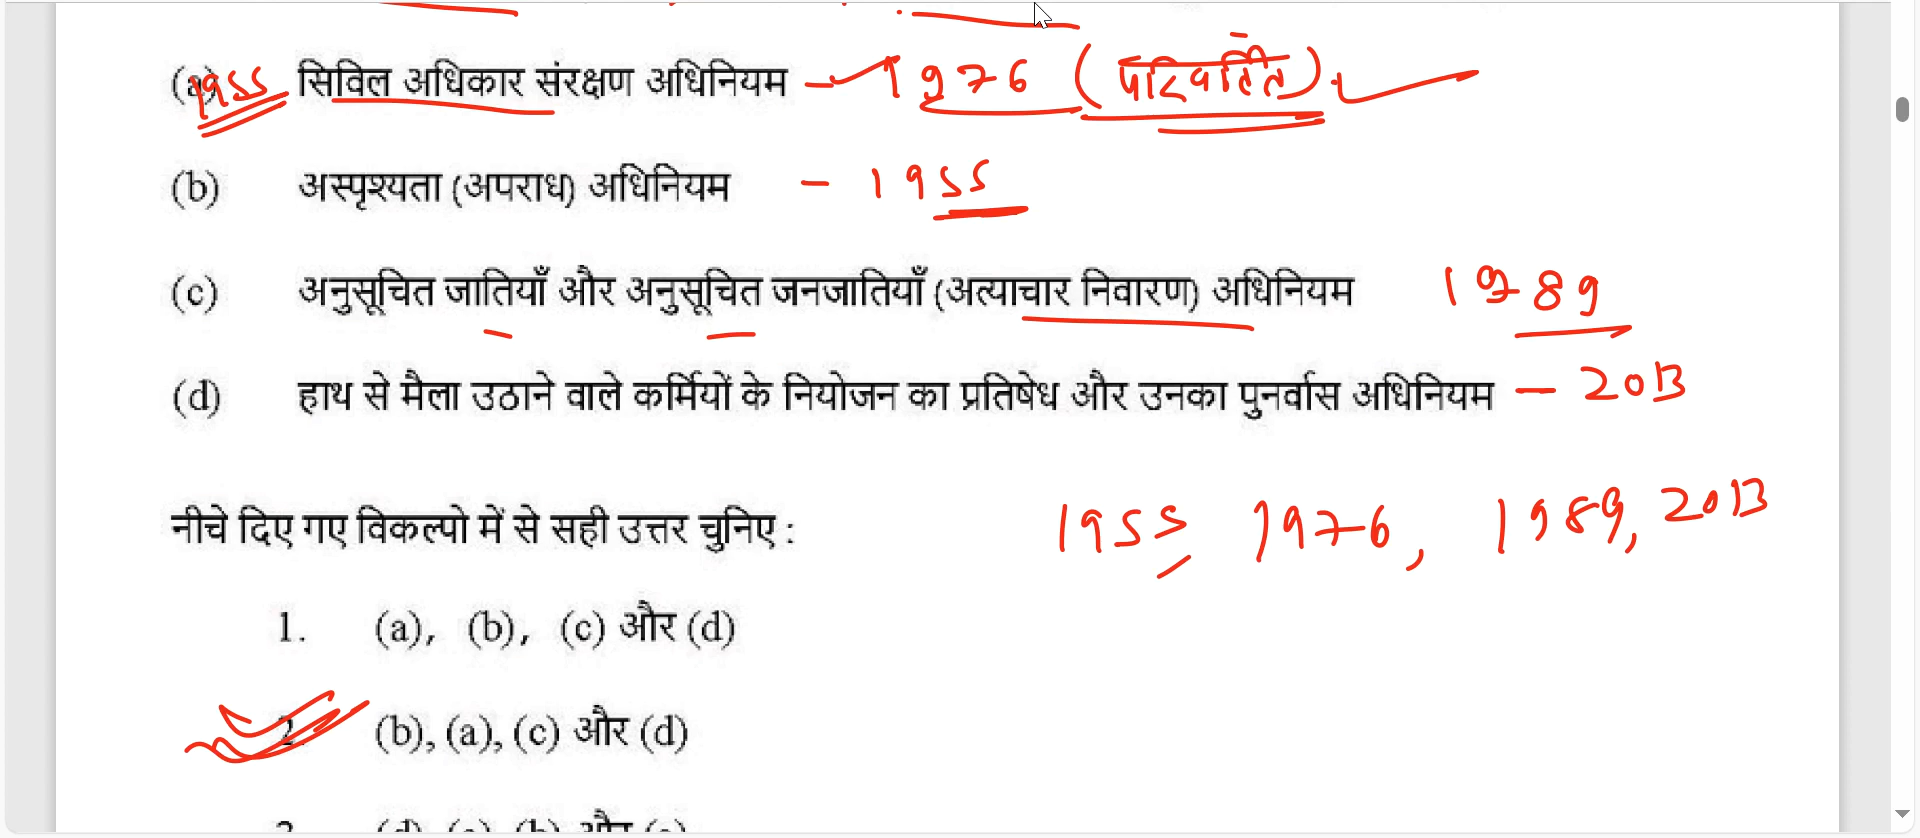 (a) 1955 सिविल अधिकार संरक्षण अधिनियम – 1976 (परिवर्तित)
(b) अस्पृश्यता (अपराध) अधिनियम – 1955
(c) अनुसूचित जातियाँ और अनुसूचित जनजातियाँ (अत्याचार निवारण) अधिनियम 1989
(d) हाथ से मैला उठाने वाले कर्मियों के नियोजन का प्रतिषेध और उनका पुनर्वास अधिनियम – 2013
नीचे दिए गए विकल्पो में से सही उत्तर चुनिए : 1955 1976, 1989, 2013
1. (a), (b), (c) और (d)
2. (b), (a), (c) और (d)